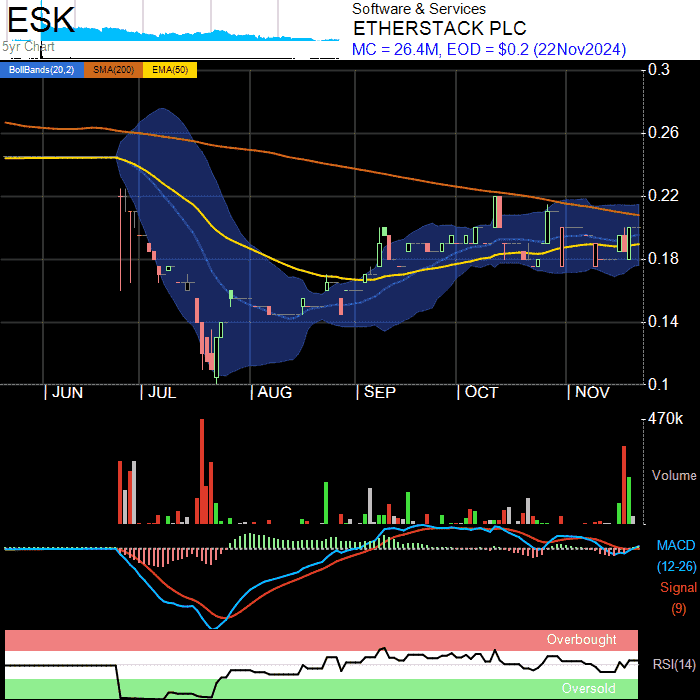 ESK
5yr Chart
Software & Services
ETHERSTACK PLC
MC = 26.4M, EOD = $0.2 (22Nov2024)
BollBands(20,2) SMA(200) EMA(50)
0.3
0.26
0.22
0.18
0.14
0.1
JUN JUL AUG SEP OCT NOV
470k
Volume
MACD
(12-26)
Signal
(9)
Overbought
RSI(14)
Oversold